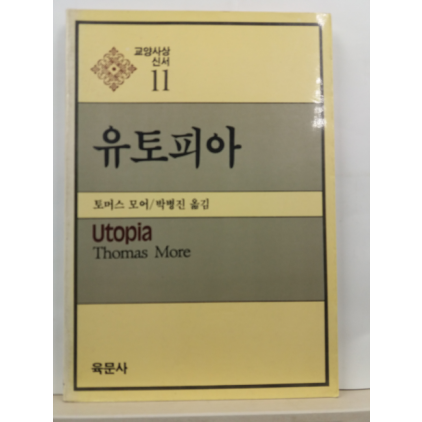 교양사상
신서
11
유토피아
토머스 모어/박병진 옮김
Utopia
Thomas More
육문사